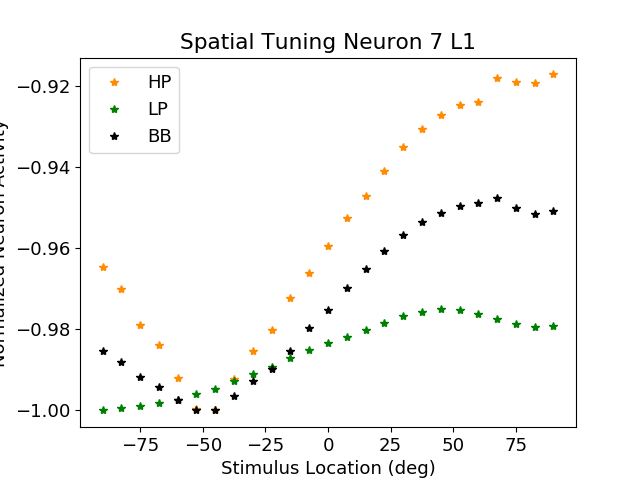 Spatial Tuning Neuron 7 L1
Normalized Neuron Activity
HP
LP
BB
−0.92
−0.94
−0.96
−0.98
−1.00
−75
−50
−25
0
25
50
75
Stimulus Location (deg)